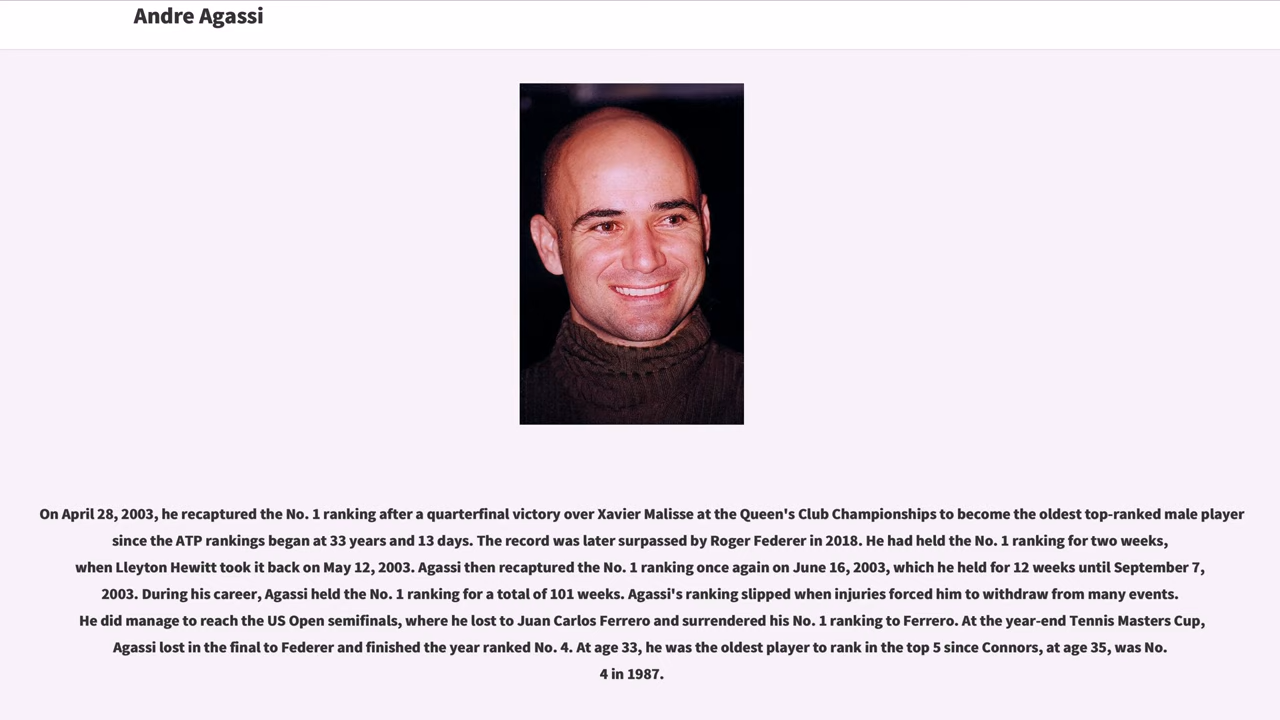 Andre Agassi
On April 28, 2003, he recaptured the No. 1 ranking after a quarterfinal victory over Xavier Malisse at the Queen's Club Championships to become the oldest top-ranked male player
since the ATP rankings began at 33 years and 13 days. The record was later surpassed by Roger Federer in 2018. He had held the No. 1 ranking for two weeks,
when Lleyton Hewitt took it back on May 12, 2003. Agassi then recaptured the No. 1 ranking once again on June 16, 2003, which he held for 12 weeks until September 7,
2003. During his career, Agassi held the No. 1 ranking for a total of 101 weeks. Agassi's ranking slipped when injuries forced him to withdraw from many events.
He did manage to reach the US Open semifinals, where he lost to Juan Carlos Ferrero and surrendered his No. 1 ranking to Ferrero. At the year-end Tennis Masters Cup,
Agassi lost in the final to Federer and finished the year ranked No. 4. At age 33, he was the oldest player to rank in the top 5 since Connors, at age 35, was No.
4 in 1987.